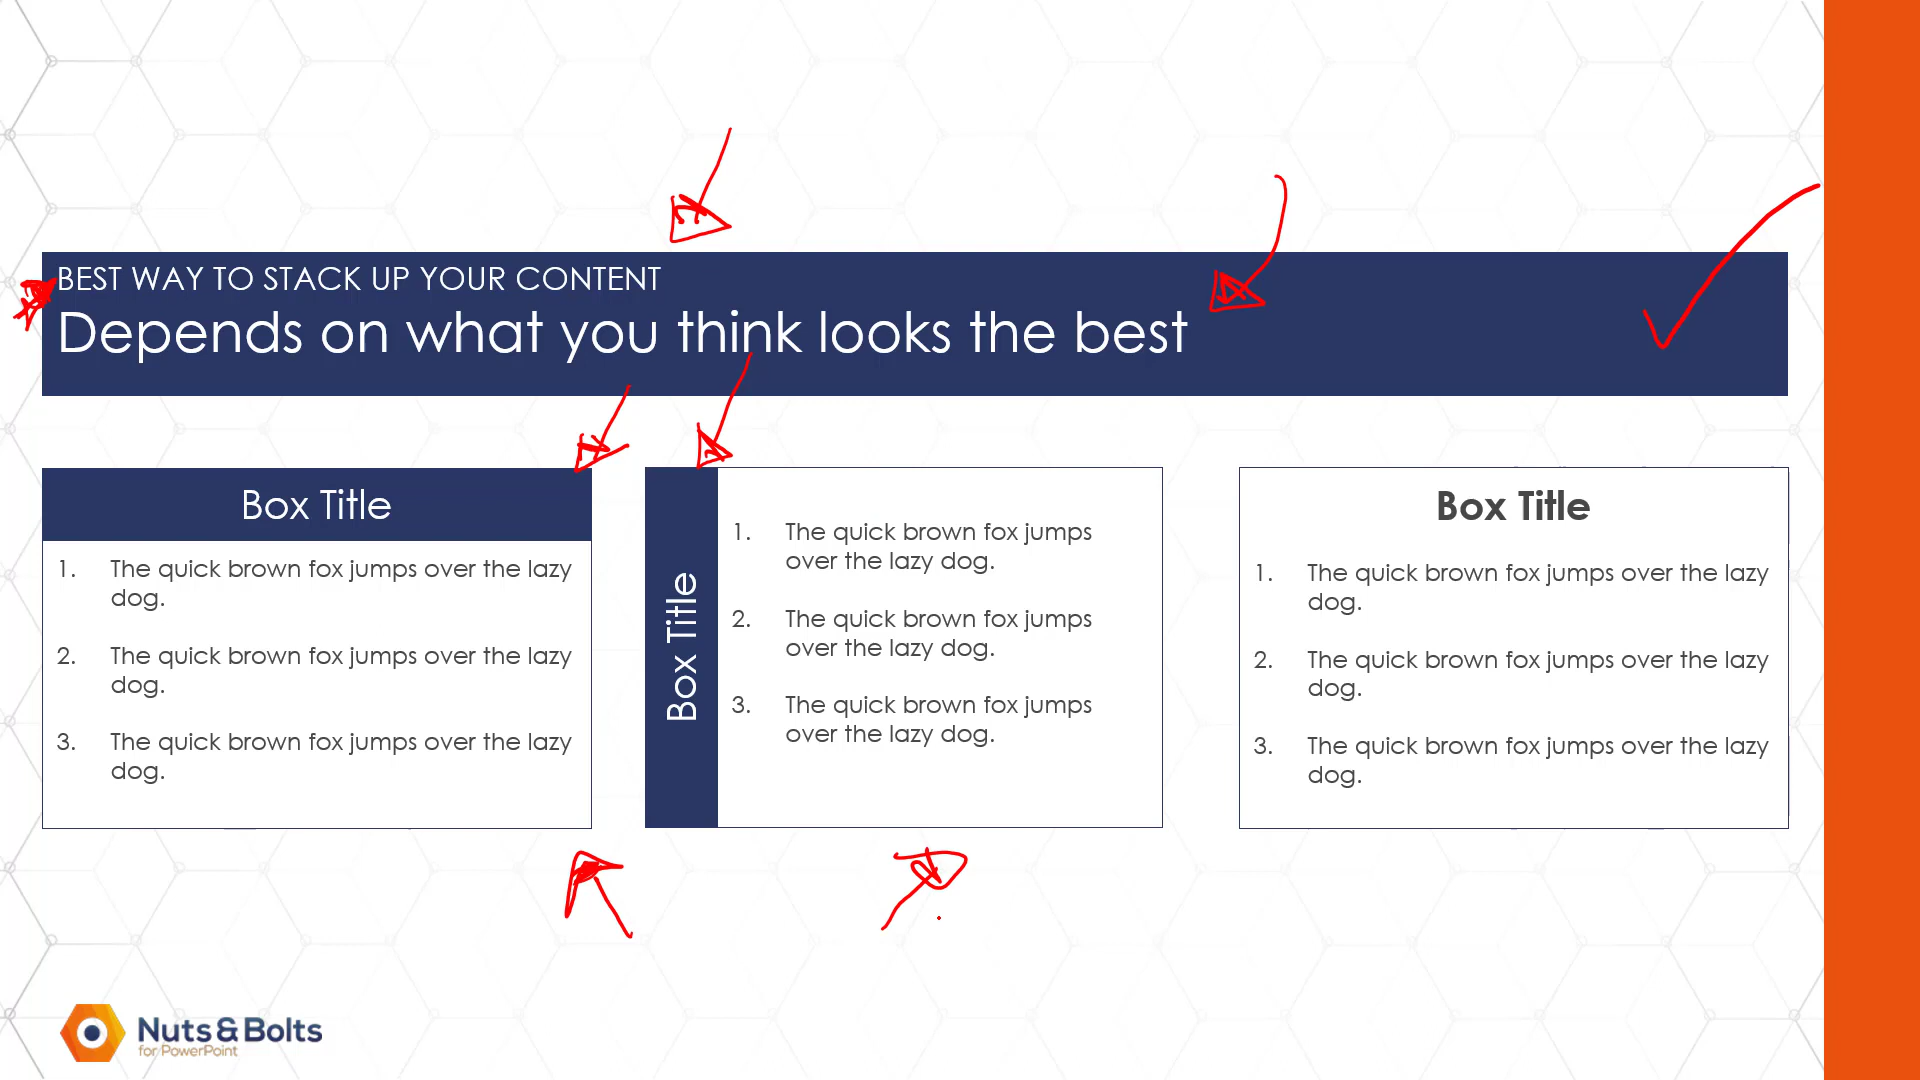 BEST WAY TO STACK UP YOUR CONTENT
Depends on what you think looks the best
Box Title
1. The quick brown fox jumps over the lazy
dog.
2. The quick brown fox jumps over the lazy
dog.
3. The quick brown fox jumps over the lazy
dog.
Box Title
1. The quick brown fox jumps
over the lazy dog.
2. The quick brown fox jumps
over the lazy dog.
3. The quick brown fox jumps
over the lazy dog.
Box Title
1. The quick brown fox jumps over the lazy
dog.
2. The quick brown fox jumps over the lazy
dog.
3. The quick brown fox jumps over the lazy
dog.
Nuts&Bolts
for PowerPoint